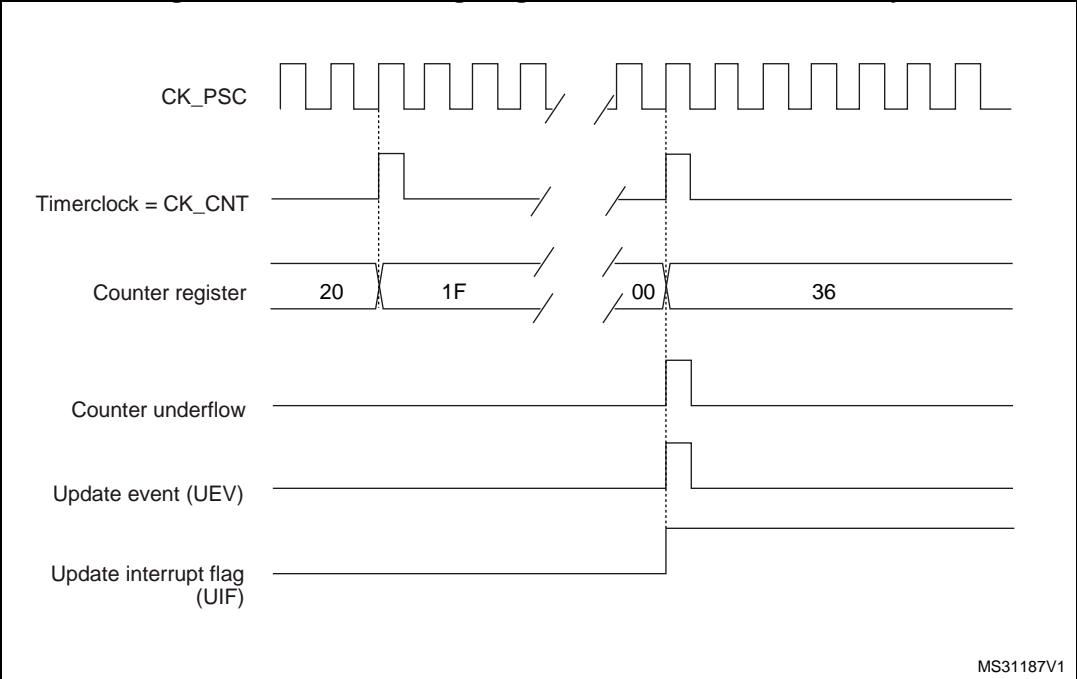 CK_PSC
Timerclock = CK_CNT
Counter register
20
1F
00
36
Counter underflow
Update event (UEV)
Update interrupt flag
(UIF)
MS31187V1